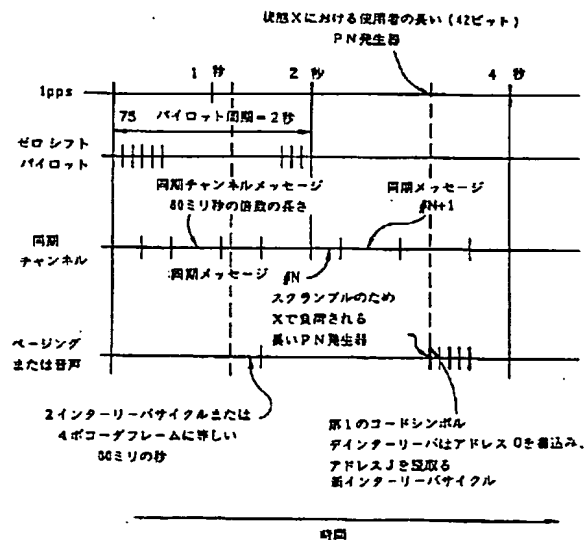 状態Xにおける使用者の長い(42ビット)
PN発生器
1秒
2秒
4秒
1pps
75 パイロット周期=2秒
ゼロシフト
パイロット
同期チャンネルメッセージ
80ミリ秒の倍数の長さ
同期メッセージ
#N+1
同期
チャンネル
同期メッセージ
#N
スクランブルのため
Xで負荷される
長いPN発生器
ページング
または音声
2インターリーバサイクルまたは
4ボコーダフレームに等しい
80ミリの秒
第1のコードシンボル
デインターリーバはアドレス0を書込み、
アドレスJを読取る
新インターリーバサイクル
時間